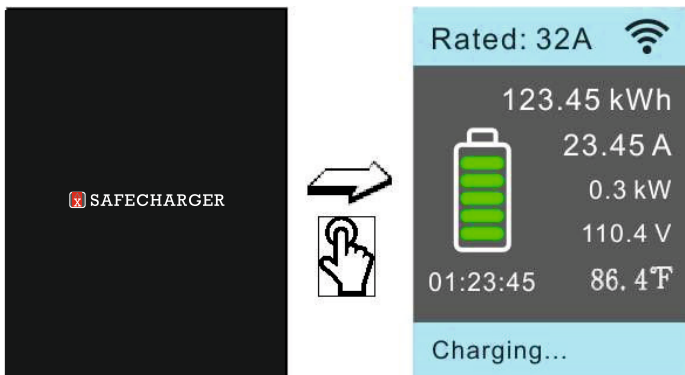 x SAFECHARGER
Rated: 32A
123.45 kWh
23.45 A
0.3 kW
110.4 V
01:23:45 86.4℉
Charging...